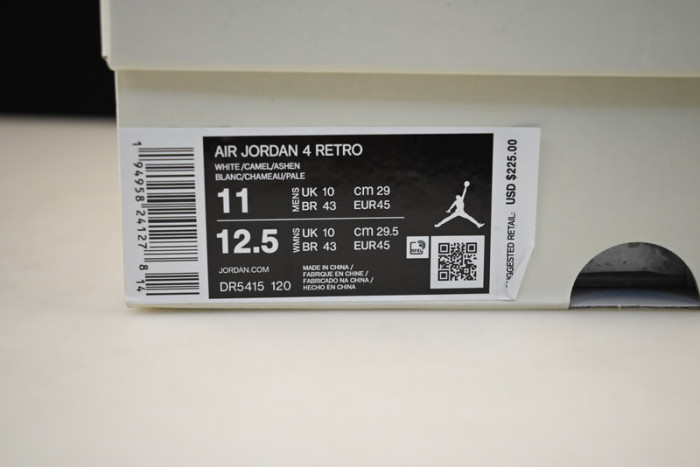 AIR JORDAN 4 RETRO
WHITE/CAMEL/ASHEN
BLANC/CHAMEAU/PALE
11 MENS UK 10 CM 29
BR 43 EUR45
12.5 WMNS UK 10 CM 29.5
BR 43 EUR45
JORDAN.COM
DR5415 120
MADE IN CHINA /
FABRIQUE EN CHINE /
FABRICADO NA CHINA /
HECHO EN CHINA
1 94958 24127 8 14
USD $225.00
RETAIL: